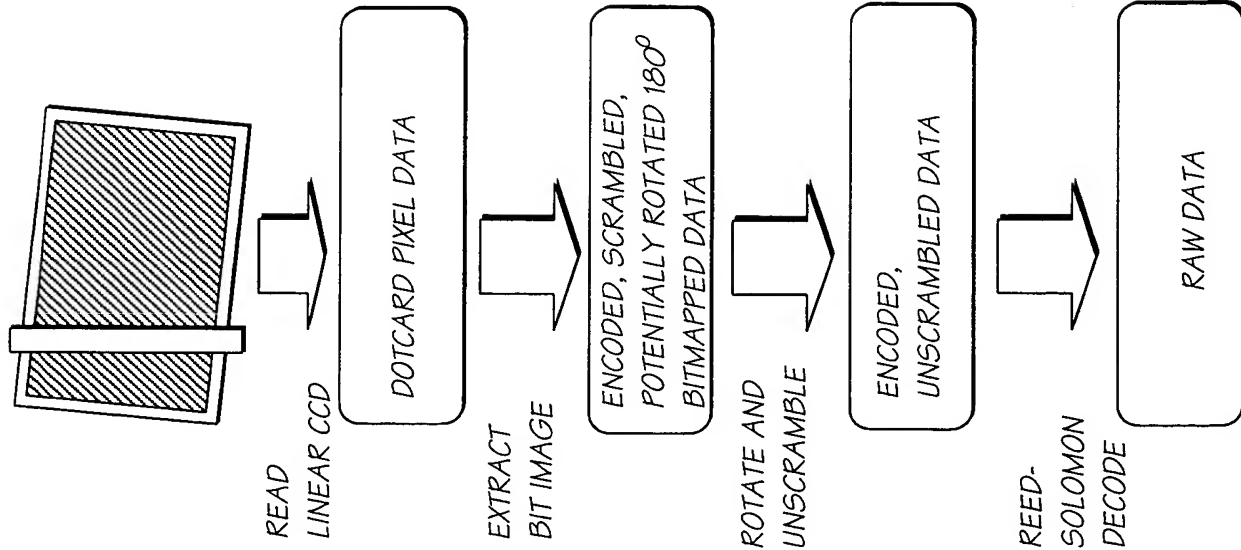 READ
LINEAR CCD
DOTCARD PIXEL DATA
EXTRACT
BIT IMAGE
ENCODED, SCRAMBLED,
POTENTIALLY ROTATED 180°
BITMAPPED DATA
ROTATE AND
UNSCRAMBLE
ENCODED,
UNSCRAMBLED DATA
REED-
SOLOMON
DECODE
RAW DATA